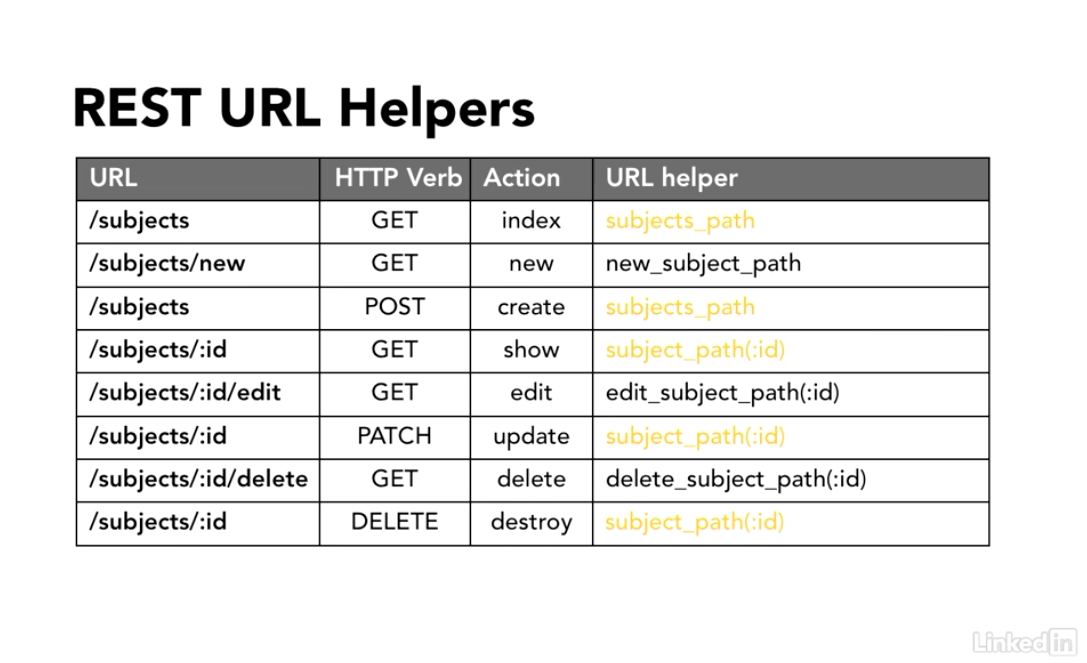 REST URL Helpers
URL HTTP Verb Action URL helper
/subjects GET index subjects_path
/subjects/new GET new new_subject_path
/subjects POST create subjects_path
/subjects/:id GET show subject_path(:id)
/subjects/:id/edit GET edit edit_subject_path(:id)
/subjects/:id PATCH update subject_path(:id)
/subjects/:id/delete GET delete delete_subject_path(:id)
/subjects/:id DELETE destroy subject_path(:id)
Linked in